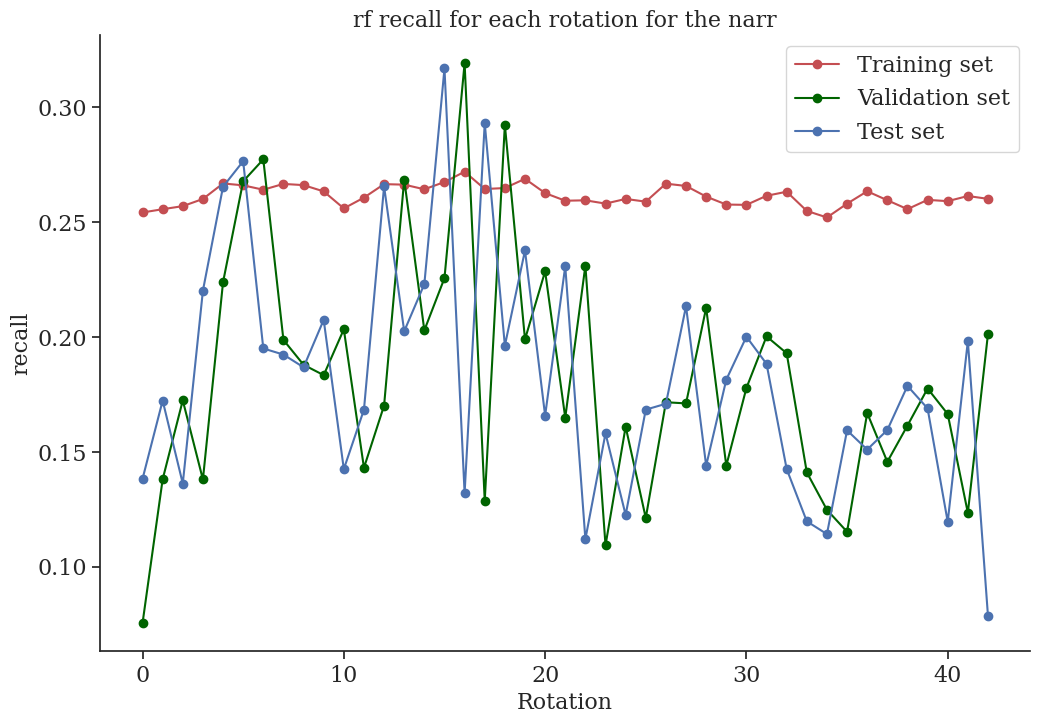 rf recall for each rotation for the narr
Training set
Validation set
Test set
0.30
0.25
0.20
0.15
0.10
recall
0 10 20 30 40
Rotation